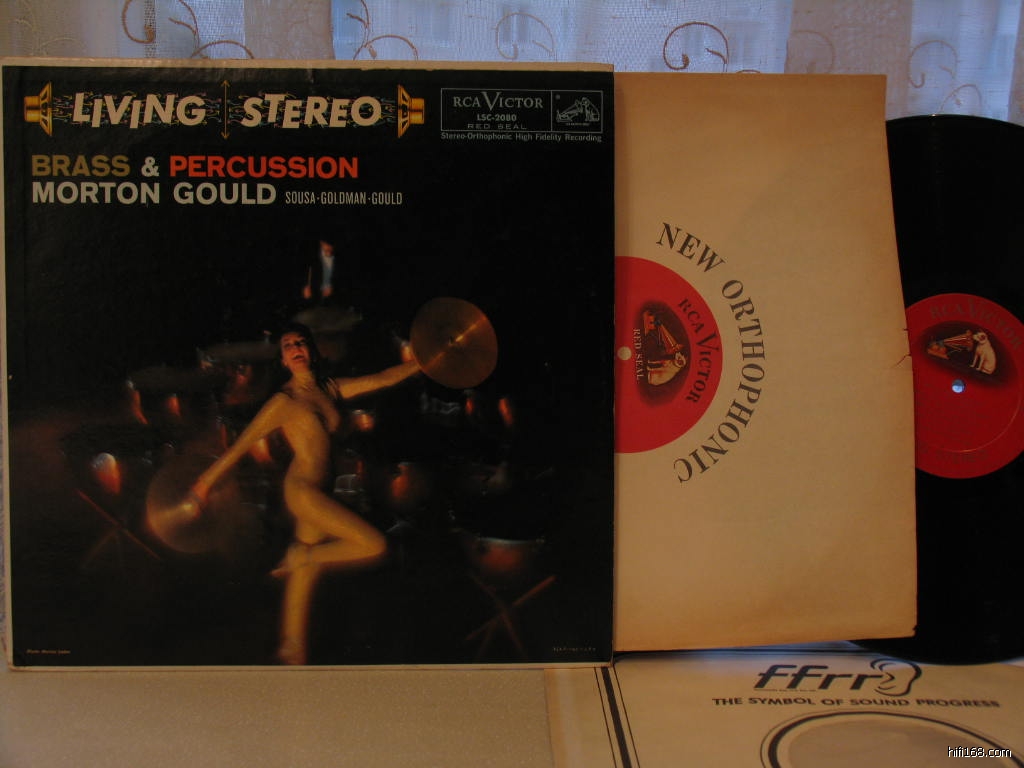 LIVING STEREO
RCA VICTOR
LSC-2080
RED SEAL
Stereo-Orthophonic High Fidelity Recording
BRASS & PERCUSSION
MORTON GOULD SOUSA·GOLDMAN·GOULD
NEW ORTHOPHONIC
RCA VICTOR
RED SEAL
RCA VICTOR
ffrr
THE SYMBOL OF SOUND PROGRESS
hifi168.com